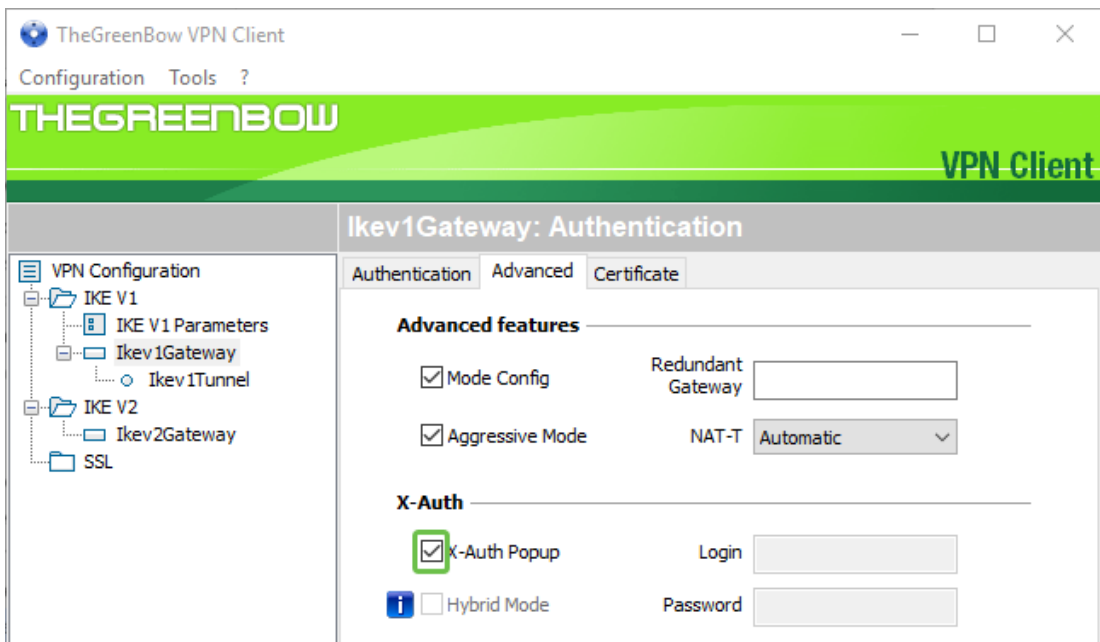 TheGreenBow VPN Client
Configuration Tools ?
THEGREENBOW
VPN Client
Ikev1Gateway: Authentication
VPN Configuration
IKE V1
IKE V1 Parameters
Ikev1Gateway
Ikev1Tunnel
IKE V2
Ikev2Gateway
SSL
Authentication Advanced Certificate
Advanced features
Mode Config
Redundant
Gateway
Aggressive Mode
NAT-T Automatic
X-Auth
X-Auth Popup
Login
Hybrid Mode
Password